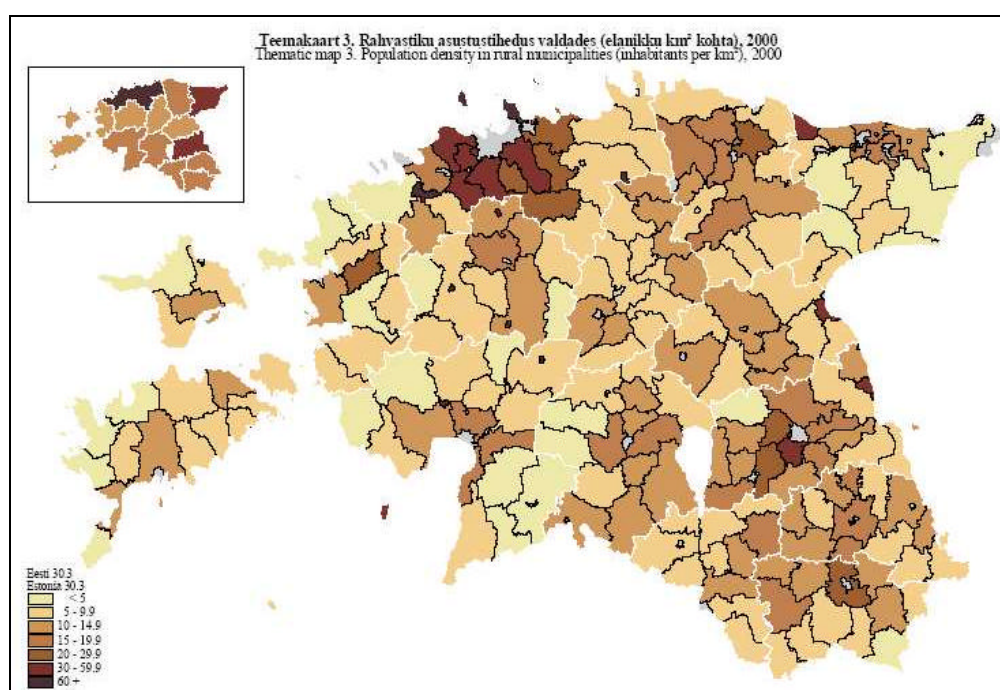 Teemakaart 3. Rahvastiku asustustihedus valdades (elanikku km² kohta), 2000
Thematic map 3. Population density in rural municipalities (inhabitants per km²), 2000
Eesti 30.3
Estonia 30.3
< 5
5 - 9.9
10 - 14.9
15 - 19.9
20 - 29.9
30 - 59.9
60 +